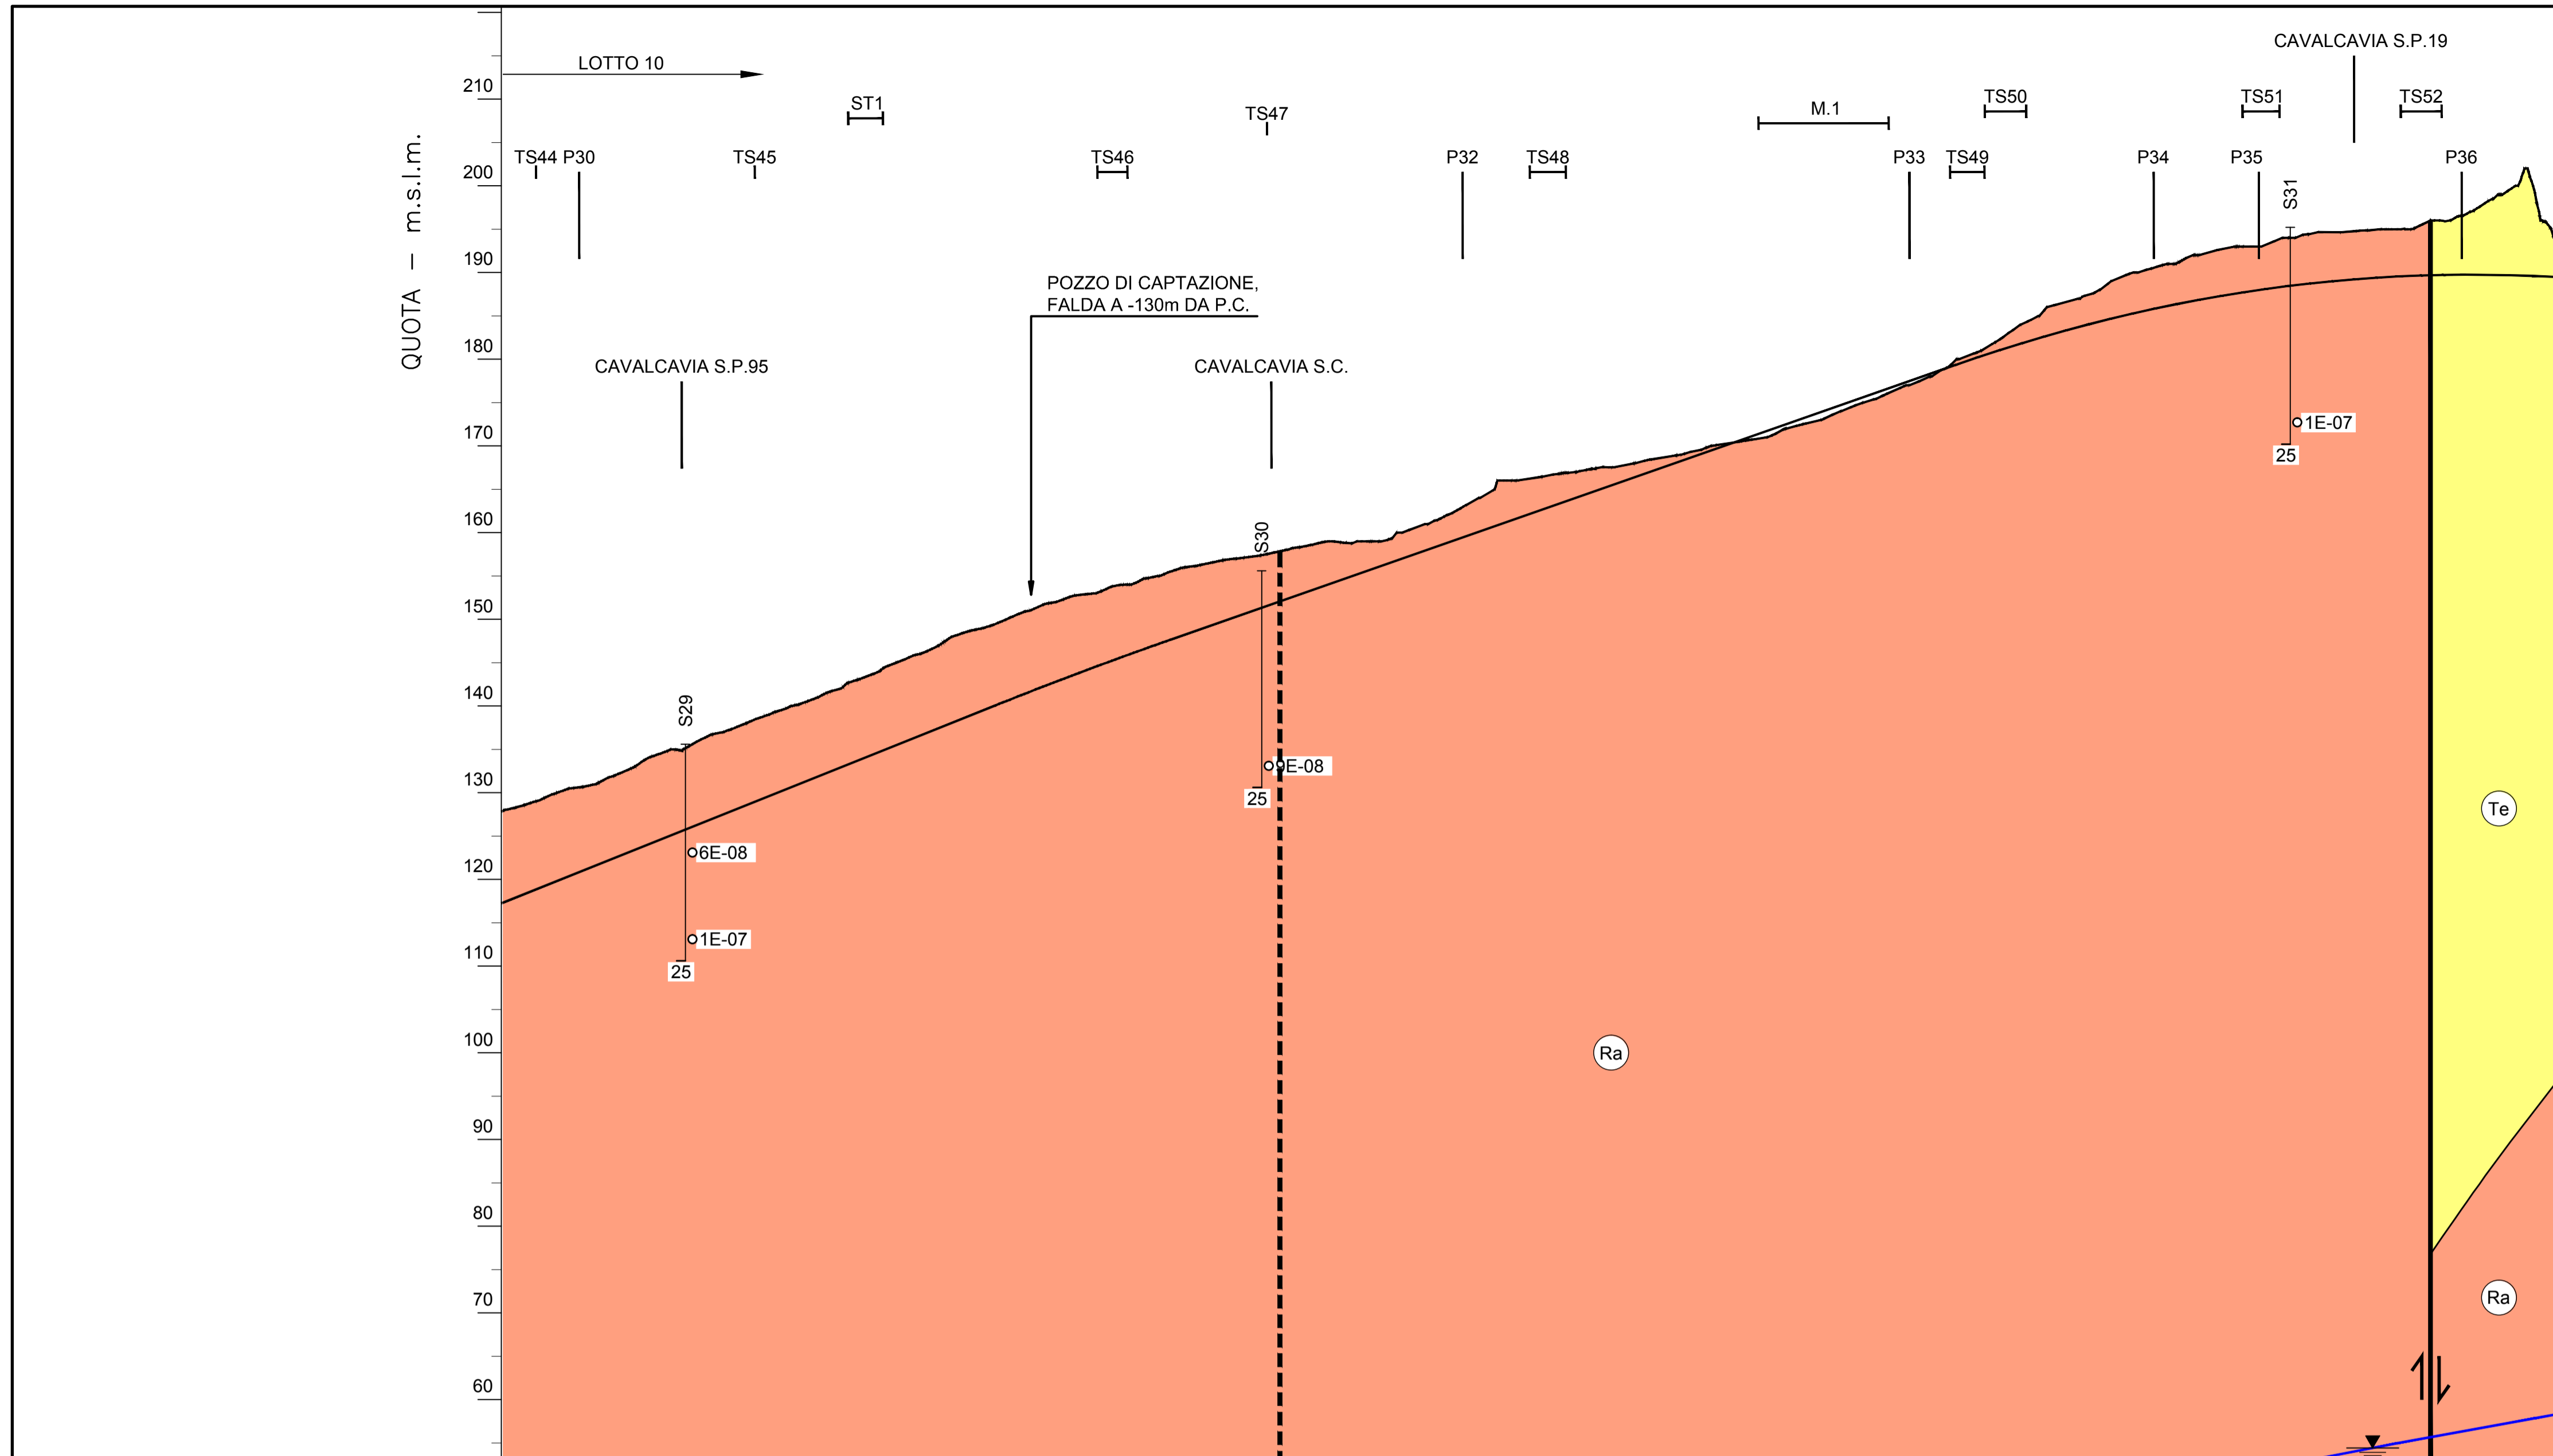 CAVALCAVIA S.P.19
LOTTO 10
210
ST1
TS47
M.1
TS50
TS51
TS52
QUOTA - m.s.l.m.
TS44 P30
TS45
TS46
P32
TS48
P33
TS49
P34
P35
P36
200
S31
190
POZZO DI CAPTAZIONE,
FALDA A -130m DA P.C.
180
CAVALCAVIA S.P.95
CAVALCAVIA S.C.
170
1E-07
25
160
S30
150
140
S29
130
E-08
25
Te
120
6E-08
1E-07
110
25
100
Ra
90
80
70
Ra
60